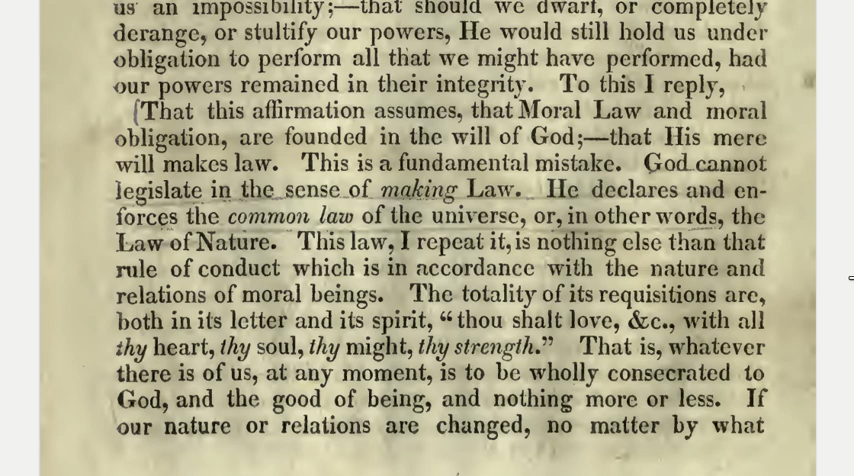 us an impossibility;—that should we dwarf, or completely
derange, or stultify our powers, He would still hold us under
obligation to perform all that we might have performed, had
our powers remained in their integrity. To this I reply,
[That this affirmation assumes, that Moral Law and moral
obligation, are founded in the will of God;—that His mere
will makes law. This is a fundamental mistake. God cannot
legislate in the sense of making Law. He declares and en-
forces the common law of the universe, or, in other words, the
Law of Nature. This law, I repeat it, is nothing else than that
rule of conduct which is in accordance with the nature and
relations of moral beings. The totality of its requisitions are,
both in its letter and its spirit, “thou shalt love, &c., with all
thy heart, thy soul, thy might, thy strength.” That is, whatever
there is of us, at any moment, is to be wholly consecrated to
God, and the good of being, and nothing more or less. If
our nature or relations are changed, no matter by what